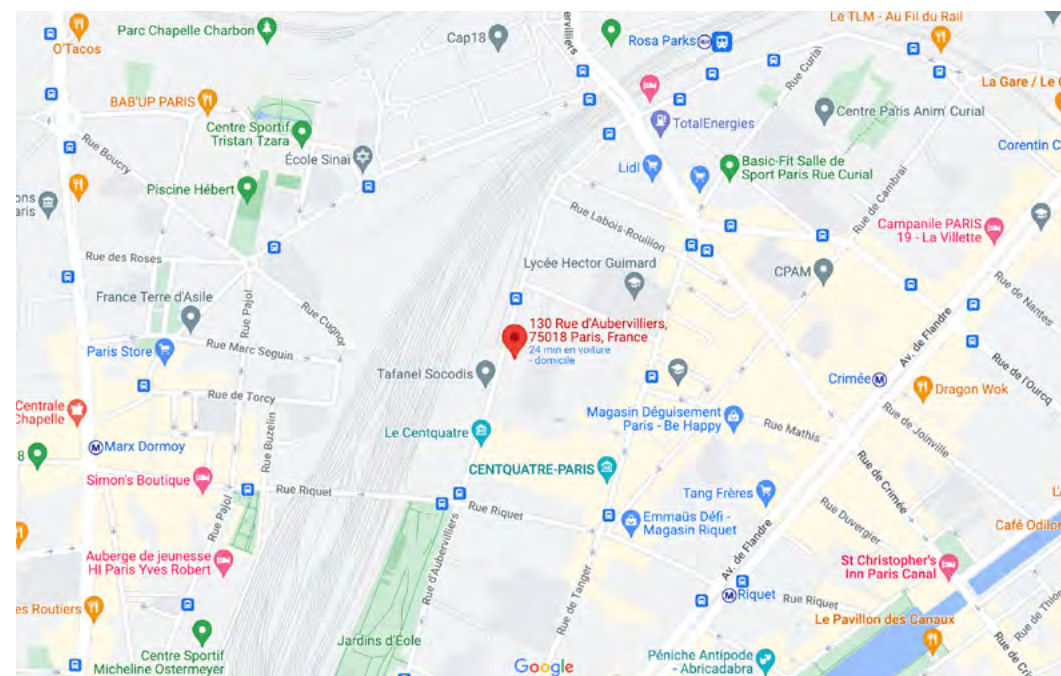 Le TLM - Au Fil du Rail
Parc Chapelle Charbon
Cap18
ervilliers
Rosa Parks
O'Tacos
Rue Curial
La Gare / Le
BAB'UP PARIS
Centre Paris Anim' Curial
TotalEnergies
Centre Sportif
Tristan Tzara
Rue Boucry
École Sinaï
Corentin C
Lidl
Basic-Fit Salle de
Sport Paris Rue Curial
Piscine Hébert
ons
aris
Rue de Cambrai
Rue Labois-Rouillon
Campanile PARIS
19 - La Villette
Rue des Roses
Lycée Hector Guimard
CPAM
Rue de Nantes
France Terre d'Asile
Rue Pajol
Rue Cugnot
130 Rue d'Aubervilliers,
75018 Paris, France
24 min en voiture
- domicile
Av. de Flandre
Paris Store
Rue Marc Seguin
Rue de l'Ourcq
Tafanel Socodis
Crimée
Dragon Wok
Rue de Torcy
Centrale
Chapelle
Magasin Déguisement
Paris - Be Happy
Rue Mathis
Rue de Joinville
Le Centquatre
Marx Dormoy
Rue Buzelin
8
CENTQUATRE-PARIS
Rue de Crimée
Simon's Boutique
Rue Riquet
Tang Frères
Rue Pajol
Rue Riquet
Emmaüs Défi -
Magasin Riquet
Rue Duvergier
Café Odilon
Rue d'Aubervilliers
Av. de Flandre
Auberge de jeunesse
HI Paris Yves Robert
St Christopher's
Inn Paris Canal
Rue de Tanger
Riquet
Rue Riquet
es Routiers
Le Pavillon des Canaux
Jardins d'Éole
Centre Sportif
Micheline Ostermeyer
Google
Péniche Antipode
- Abricadabra